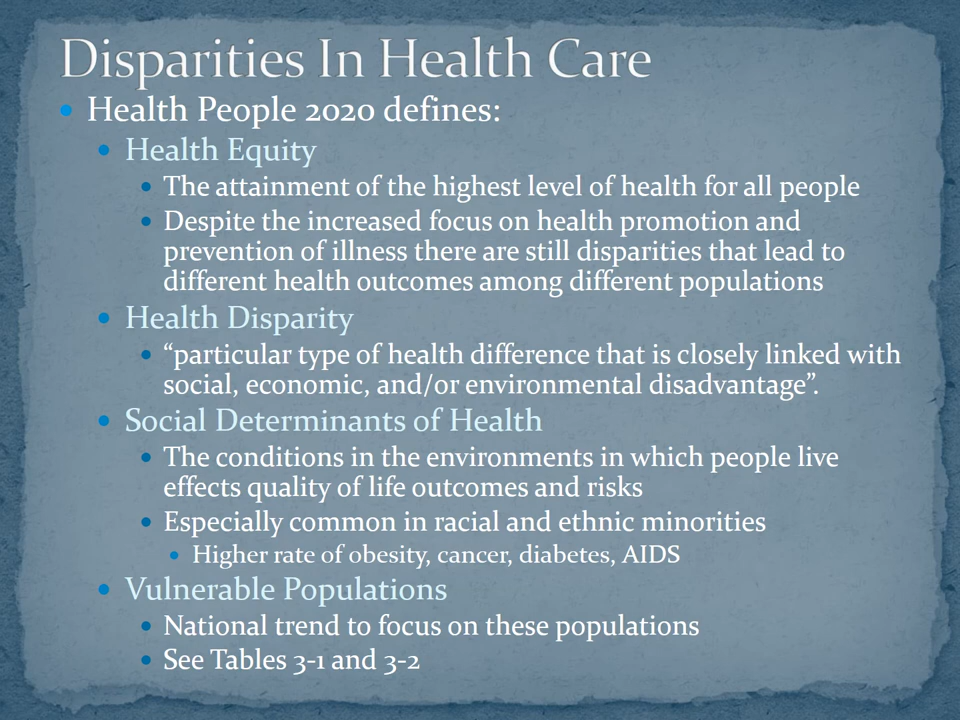 Disparities In Health Care
• Health People 2020 defines:
• Health Equity
• The attainment of the highest level of health for all people
• Despite the increased focus on health promotion and
prevention of illness there are still disparities that lead to
different health outcomes among different populations
• Health Disparity
• “particular type of health difference that is closely linked with
social, economic, and/or environmental disadvantage”.
• Social Determinants of Health
• The conditions in the environments in which people live
effects quality of life outcomes and risks
• Especially common in racial and ethnic minorities
• Higher rate of obesity, cancer, diabetes, AIDS
• Vulnerable Populations
• National trend to focus on these populations
• See Tables 3-1 and 3-2